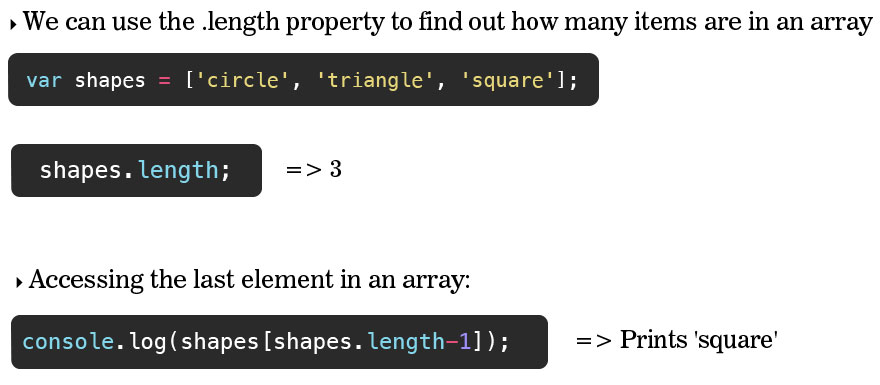 ▸ We can use the .length property to find out how many items are in an array
var shapes = ['circle', 'triangle', 'square'];
shapes.length; => 3
▸ Accessing the last element in an array:
console.log(shapes[shapes.length-1]); => Prints 'square'